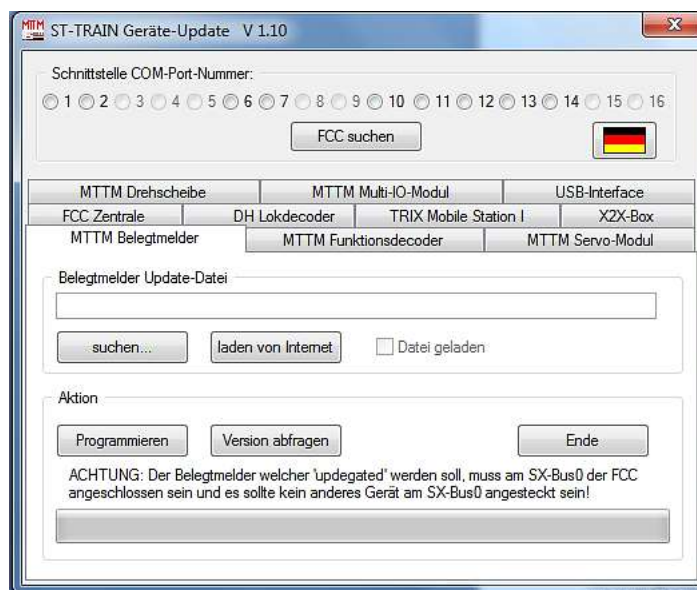 MTTM ST-TRAIN Geräte-Update V 1.10
Schnittstelle COM-Port-Nummer:
1 2 3 4 5 6 7 8 9 10 11 12 13 14 15 16
FCC suchen
MTTM Drehscheibe MTTM Multi-IO-Modul USB-Interface
FCC Zentrale DH Lokdecoder TRIX Mobile Station I X2X-Box
MTTM Belegtmelder MTTM Funktionsdecoder MTTM Servo-Modul
Belegtmelder Update-Datei
suchen... laden von Internet Datei geladen
Aktion
Programmieren Version abfragen Ende
ACHTUNG: Der Belegtmelder welcher 'updegated' werden soll, muss am SX-Bus0 der FCC
angeschlossen sein und es sollte kein anderes Gerät am SX-Bus0 angesteckt sein!